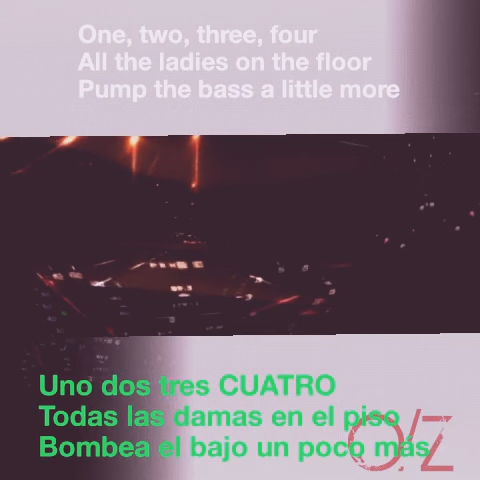 One, two, three, four
All the ladies on the floor
Pump the bass a little more
Uno dos tres CUATRO
Todas las damas en el piso
Bombea el bajo un poco más
O/Z